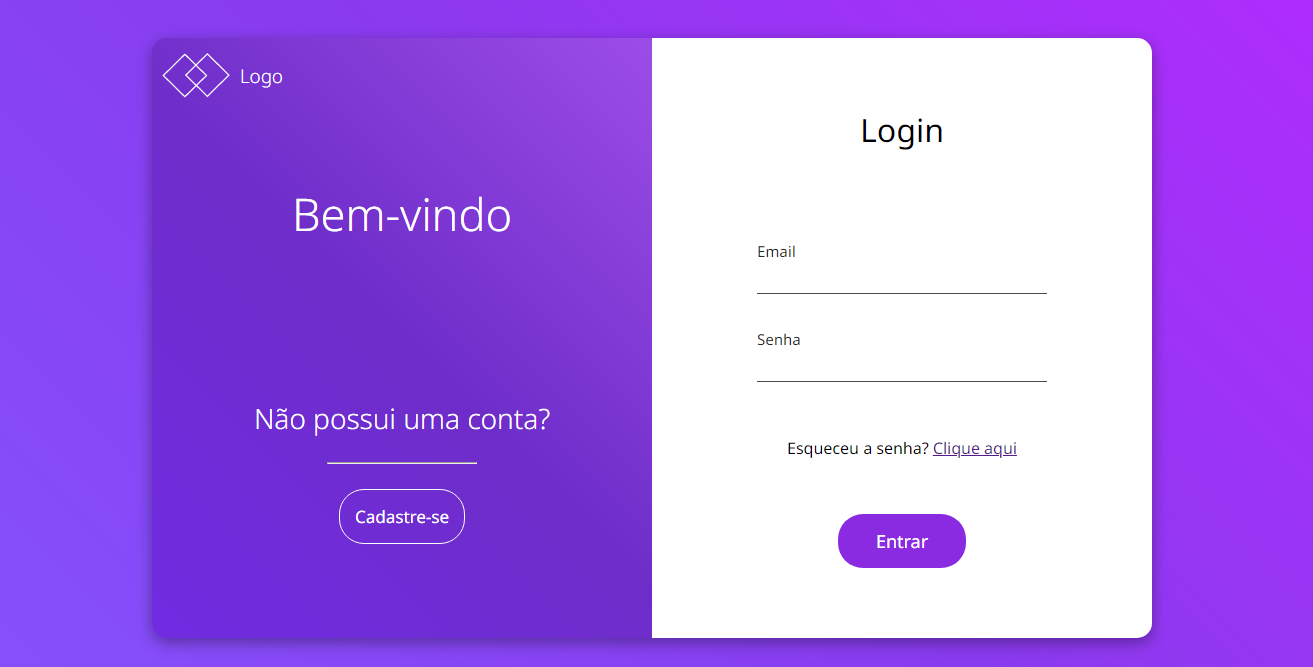 Logo
Bem-vindo
Não possui uma conta?
Cadastre-se
Login
Email
Senha
Esqueceu a senha? Clique aqui
Entrar